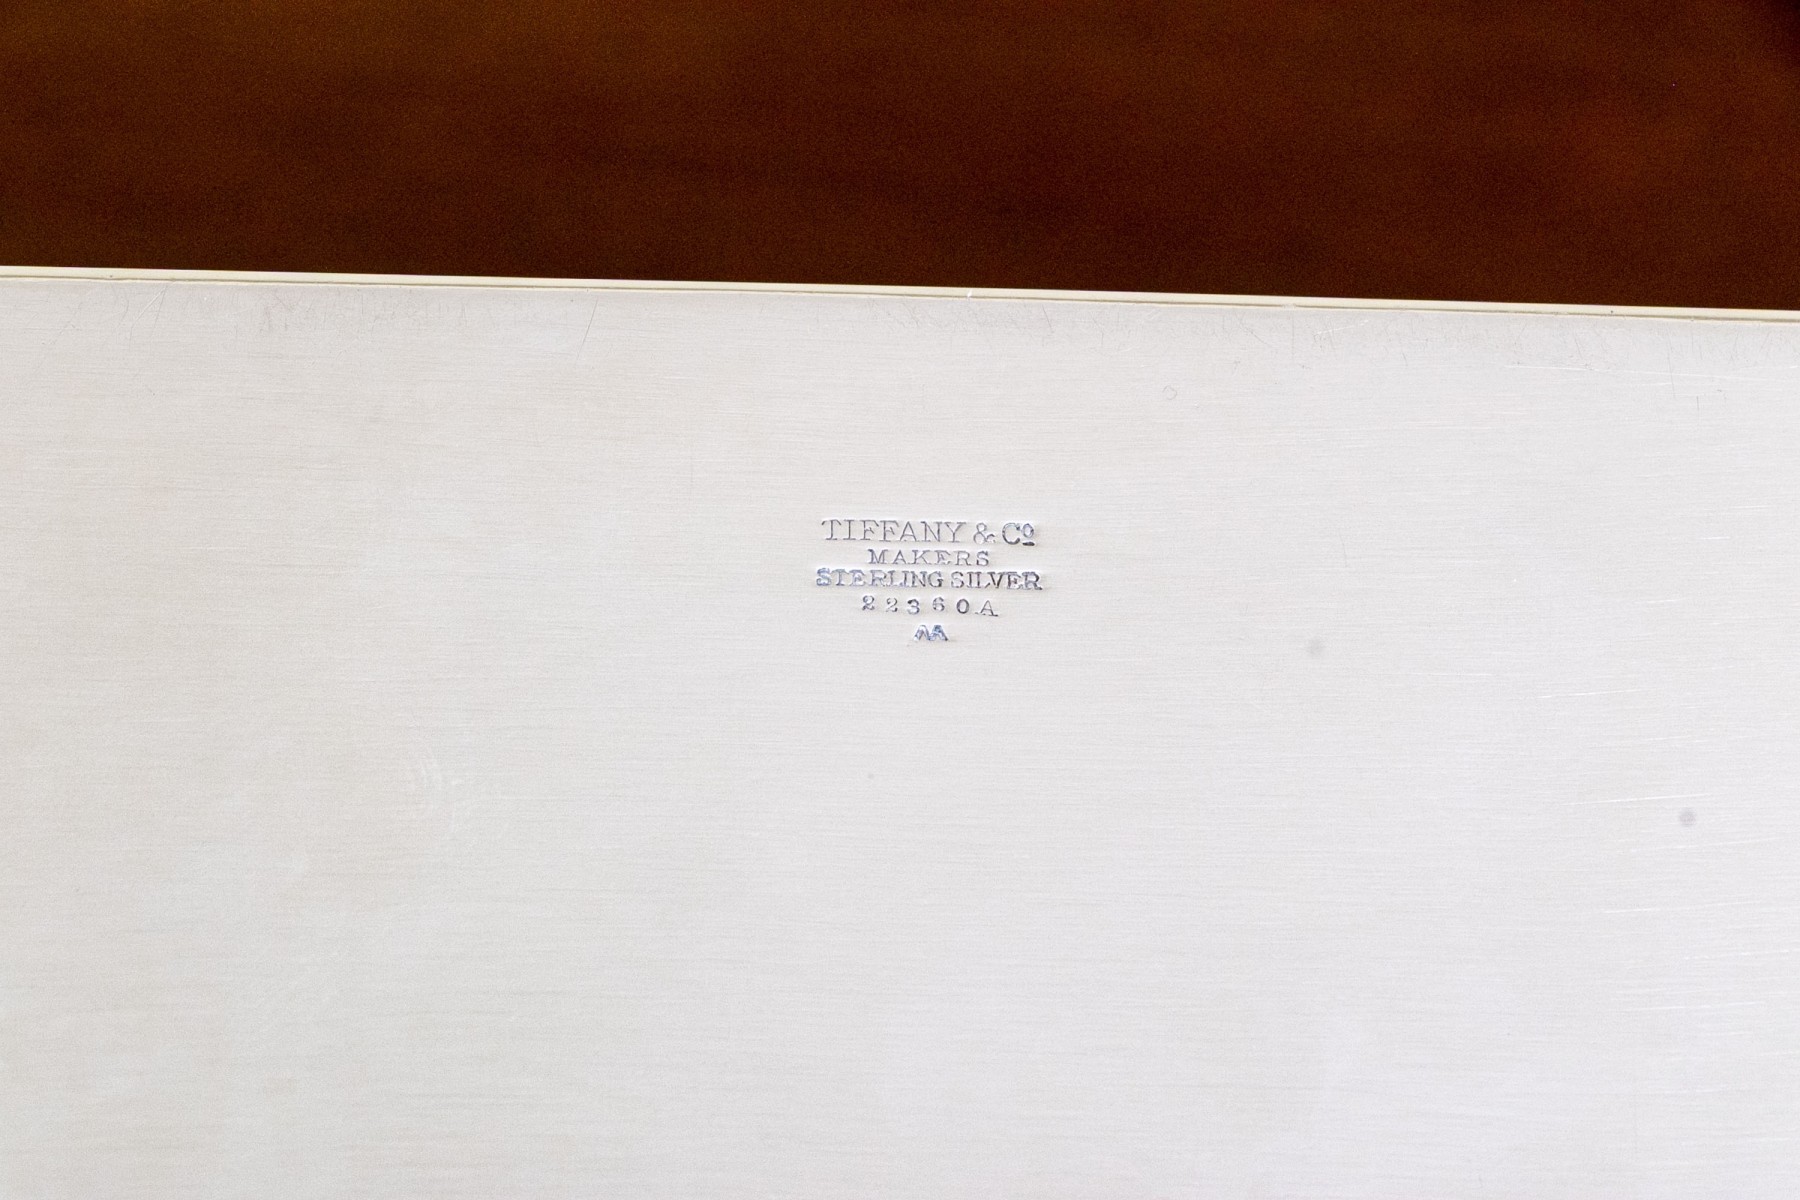 TIFFANY & Cº
MAKERS
STERLING SILVER
22360A